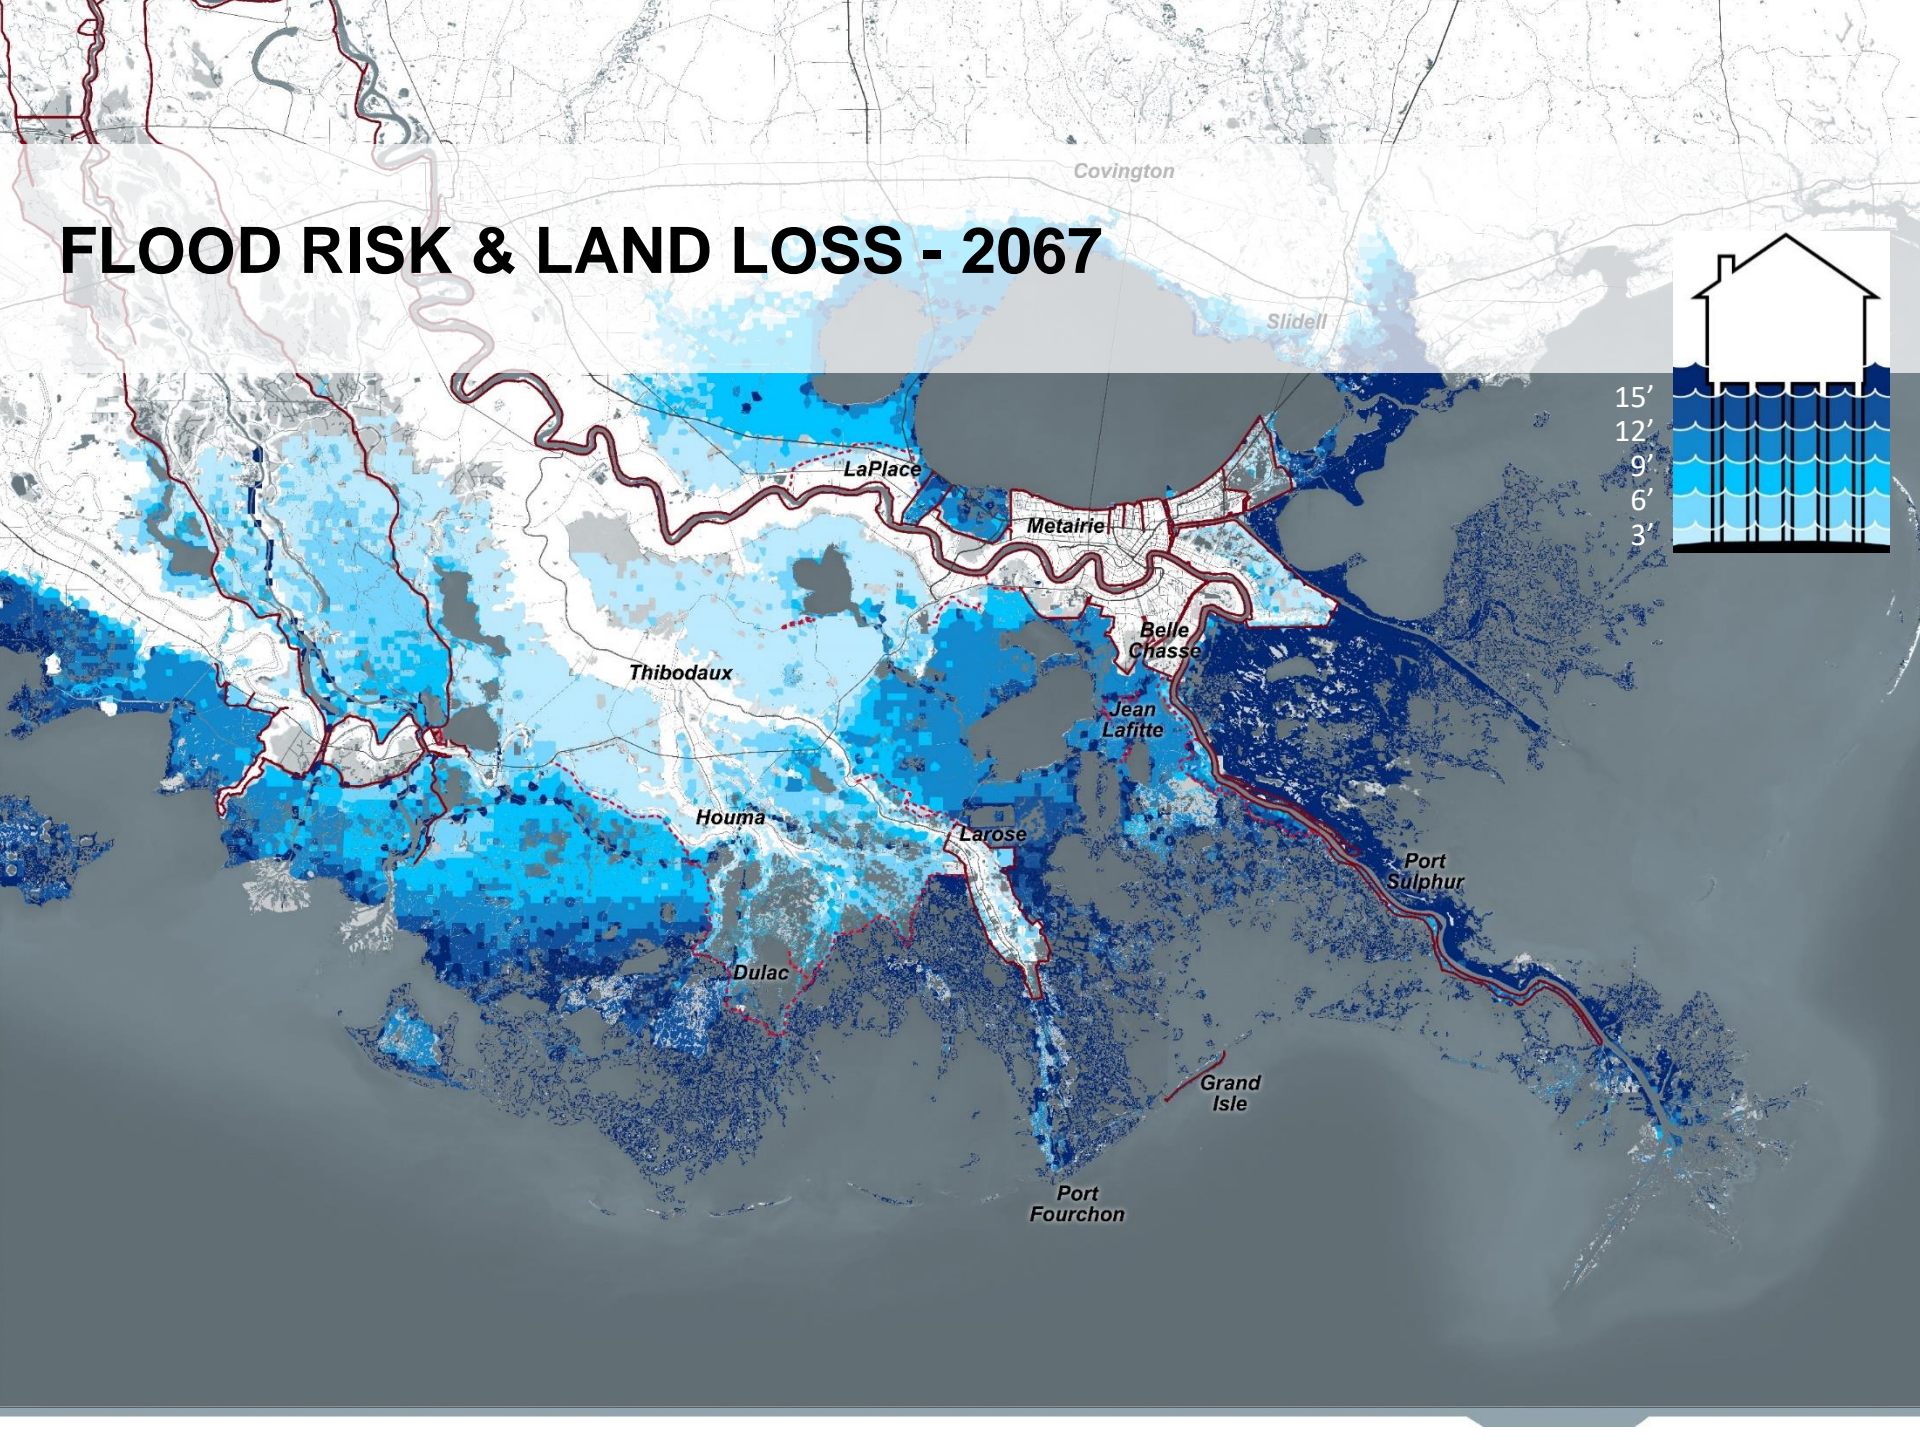 Covington
FLOOD RISK & LAND LOSS - 2067
Slidell
15’
12’
9’
6’
3’
LaPlace
Metairie
Belle
Chasse
Thibodaux
Jean
Lafitte
Houma
Larose
Port
Sulphur
Dulac
Grand
Isle
Port
Fourchon